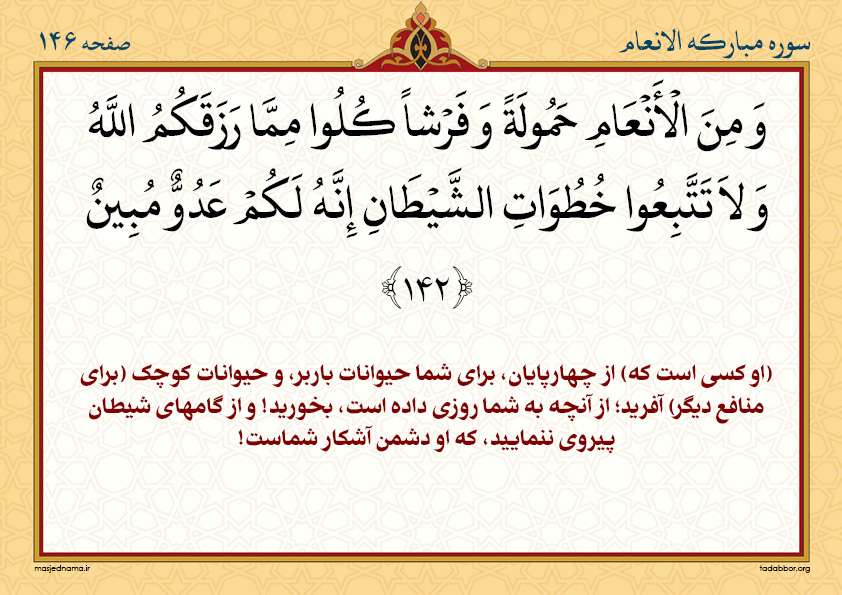 سوره مبارکه الانعام
صفحه ۱۴۶
وَ مِنَ الْأَنْعَامِ حَمُولَةً وَ فَرْشاً كُلُوا مِمَّا رَزَقَكُمُ اللَّهُ
وَ لاَ تَتَّبِعُوا خُطُوَاتِ الشَّيْطَانِ إِنَّهُ لَكُمْ عَدُوٌّ مُبِينٌ
﴿۱۴۲﴾
(او کسی است که) از چهارپایان، برای شما حیوانات باربر، و حیوانات کوچک (برای
منافع دیگر) آفرید؛ از آنچه به شما روزی داده است، بخورید! و از گامهای شیطان
پیروی ننمایید، که او دشمن آشکار شماست!
masjednama.ir
tadabbor.org